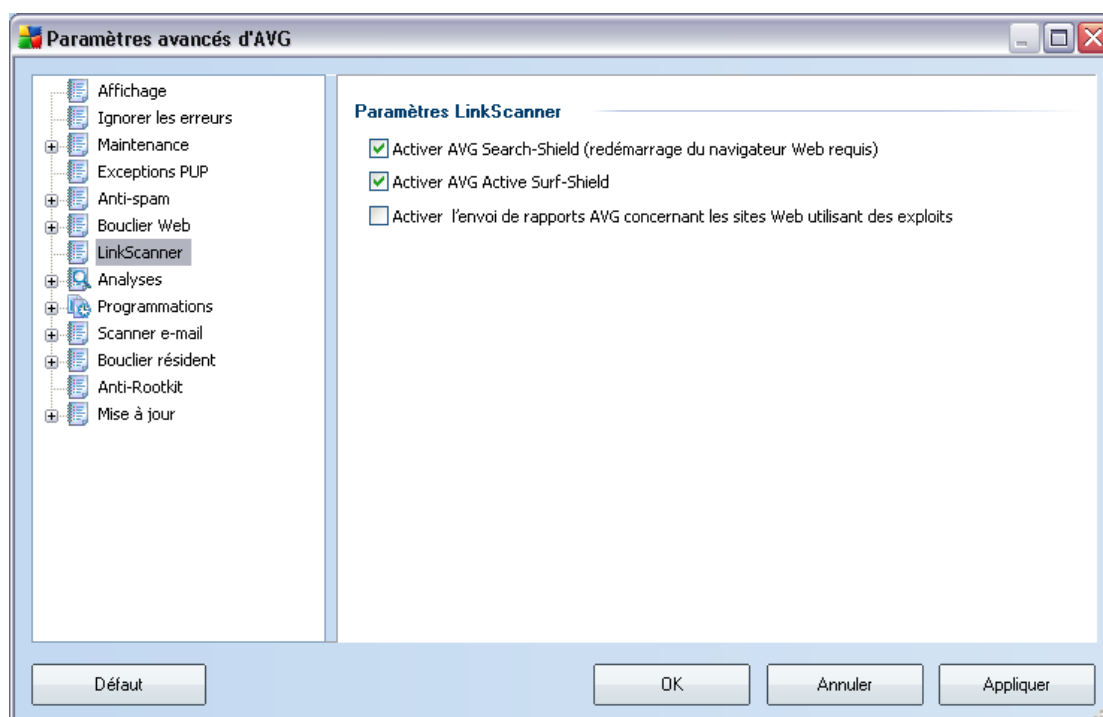 Paramètres avancés d'AVG
Affichage
Ignorer les erreurs
Maintenance
Exceptions PUP
Anti-spam
Bouclier Web
LinkScanner
Analyses
Programmations
Scanner e-mail
Bouclier résident
Anti-Rootkit
Mise à jour
Paramètres LinkScanner
Activer AVG Search-Shield (redémarrage du navigateur Web requis)
Activer AVG Active Surf-Shield
Activer l'envoi de rapports AVG concernant les sites Web utilisant des exploits
Défaut
OK
Annuler
Appliquer